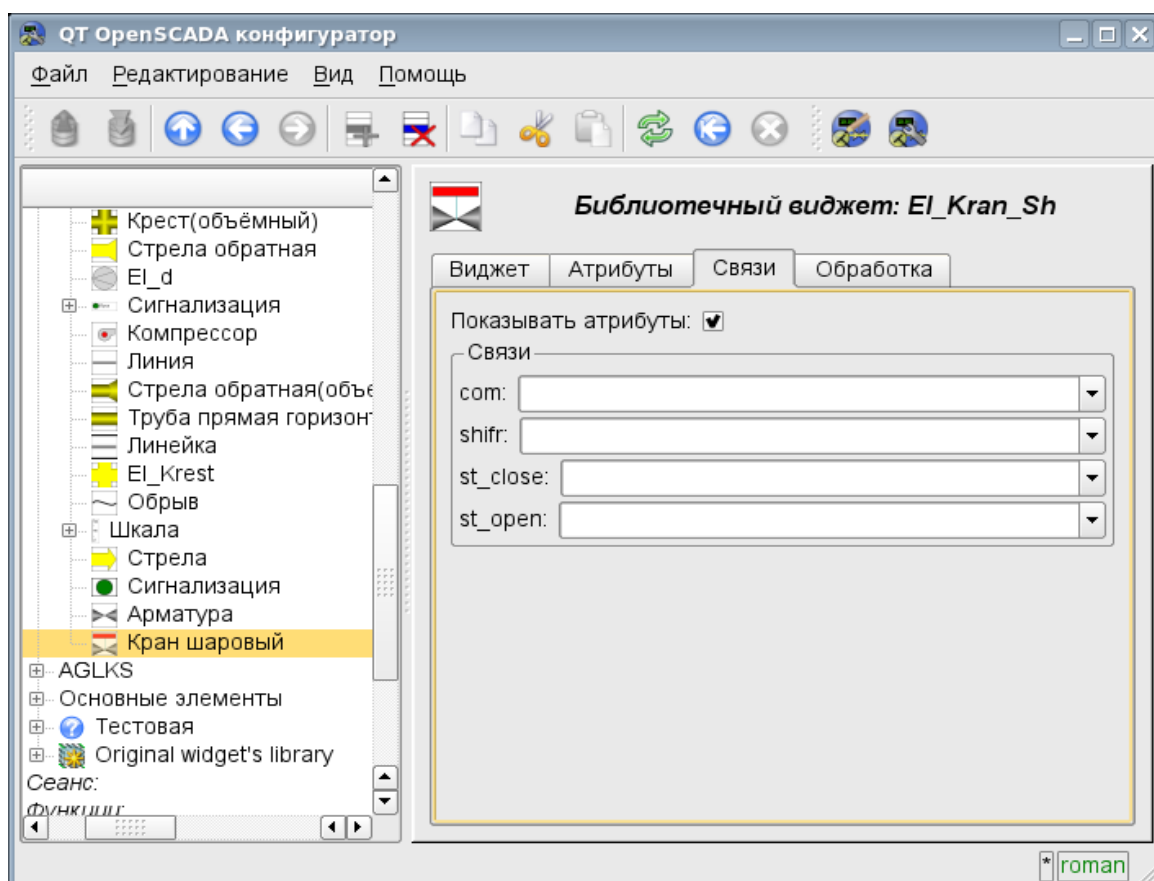 QT OpenSCADA конфигуратор
Файл Редактирование Вид Помощь
Крест(объёмный)
Стрела обратная
El_d
Сигнализация
Компрессор
Линия
Стрела обратная(объе
Труба прямая горизонт
Линейка
El_Krest
Обрыв
Шкала
Стрела
Сигнализация
Арматура
Кран шаровый
AGLKS
Основные элементы
Тестовая
Original widget's library
Сеанс:
Функции:
Библиотечный виджет: El_Kran_Sh
Виджет Атрибуты Связи Обработка
Показывать атрибуты:
Связи
com:
shifr:
st_close:
st_open:
* roman